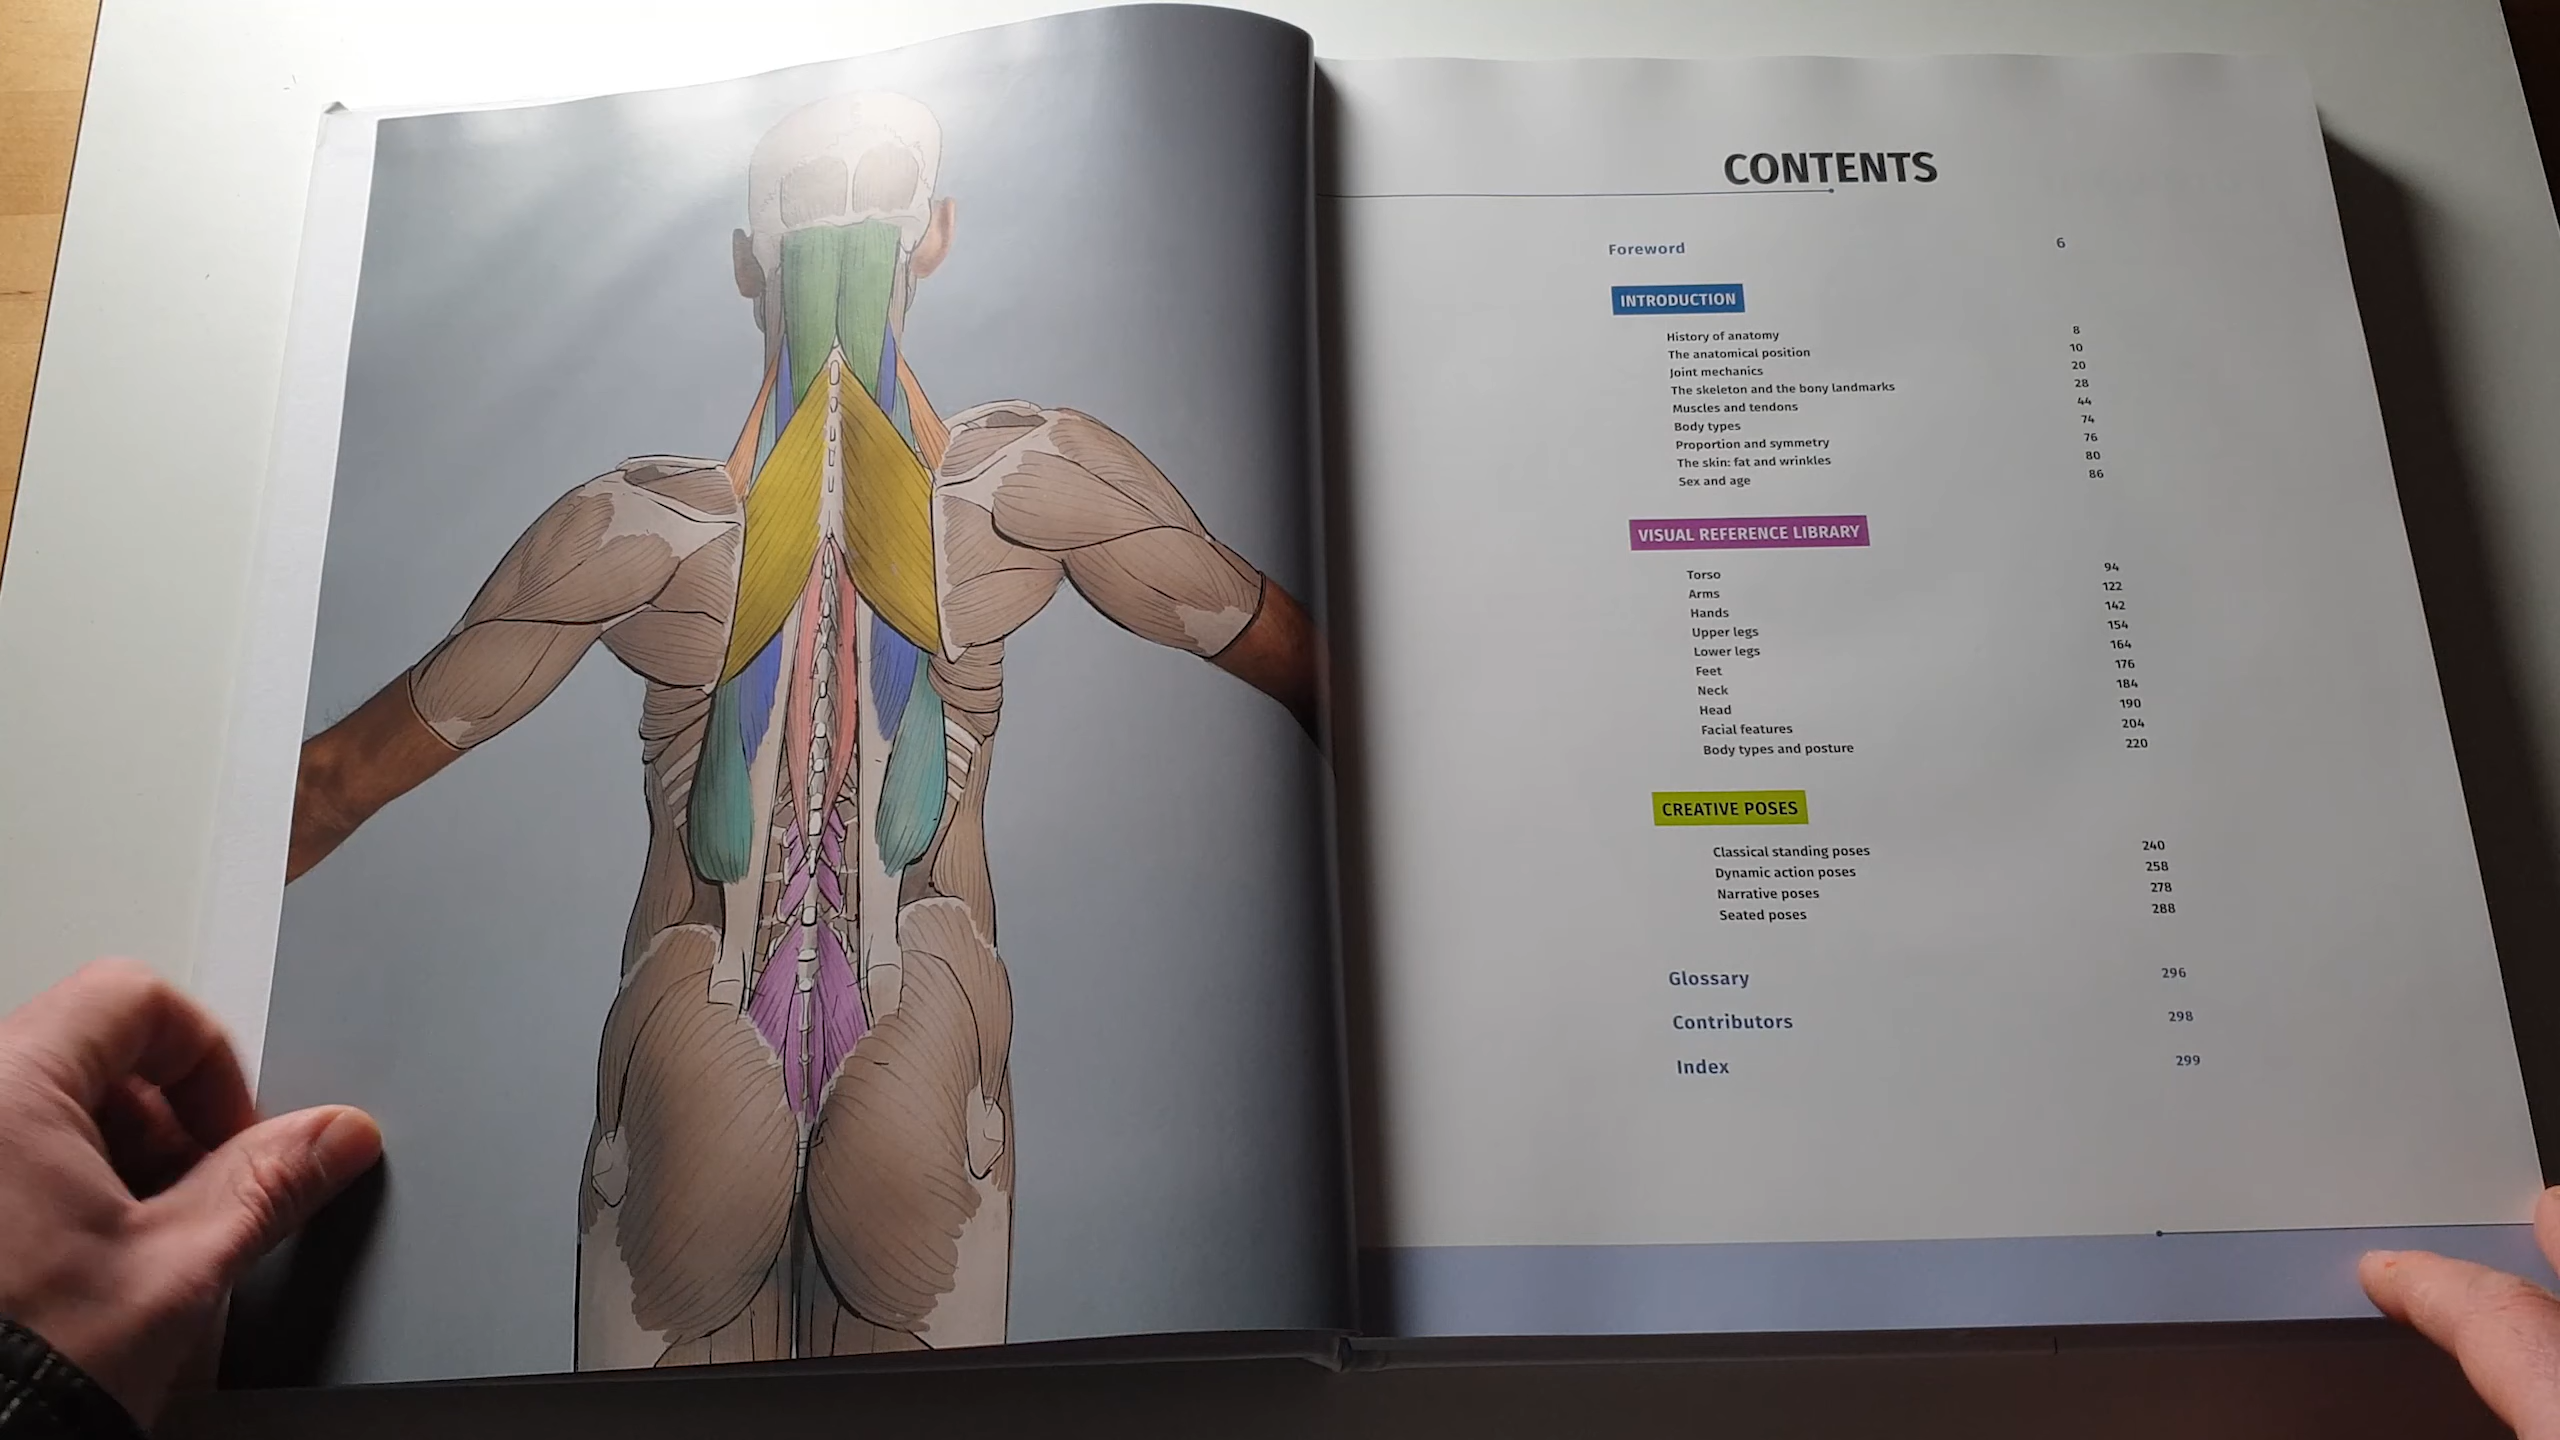 CONTENTS
Foreword 6
INTRODUCTION
History of anatomy 8
The anatomical position 10
Joint mechanics 20
The skeleton and the bony landmarks 28
Muscles and tendons 44
Body types 74
Proportion and symmetry 76
The skin: fat and wrinkles 80
Sex and age 86
VISUAL REFERENCE LIBRARY
Torso 94
Arms 122
Hands 142
Upper legs 154
Lower legs 164
Feet 176
Neck 184
Head 190
Facial features 204
Body types and posture 220
CREATIVE POSES
Classical standing poses 240
Dynamic action poses 258
Narrative poses 278
Seated poses 288
Glossary 296
Contributors 298
Index 299